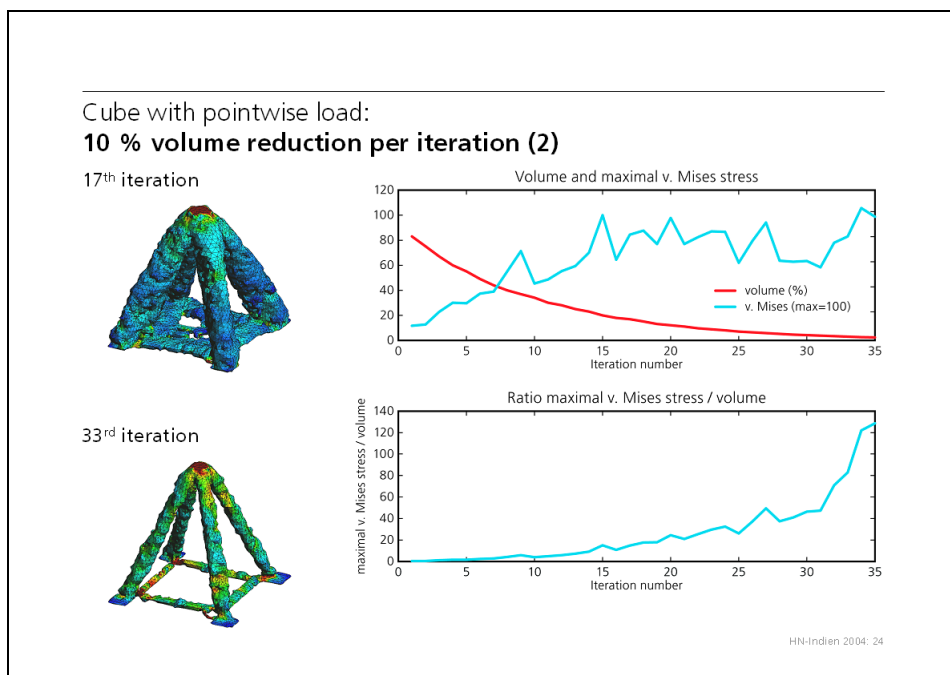 Cube with pointwise load:
10 % volume reduction per iteration (2)
17th iteration
Volume and maximal v. Mises stress
120
100
80
60
40
20
0
volume (%)
v. Mises (max=100)
0 5 10 15 20 25 30 35
Iteration number
33rd iteration
Ratio maximal v. Mises stress / volume
maximal v. Mises stress / volume
140
120
100
80
60
40
20
0
0 5 10 15 20 25 30 35
Iteration number
HN-Indien 2004: 24